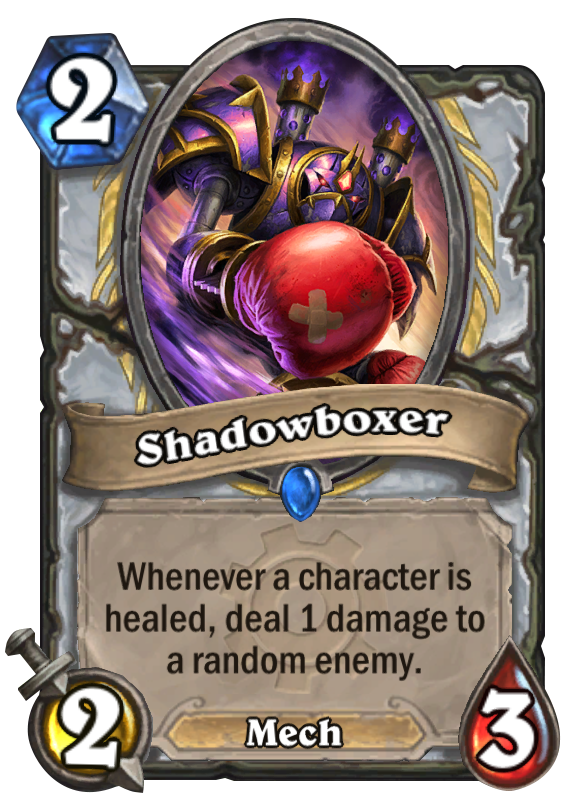 2
Shadowboxer
Whenever a character is
healed, deal 1 damage to
a random enemy.
2
Mech
3